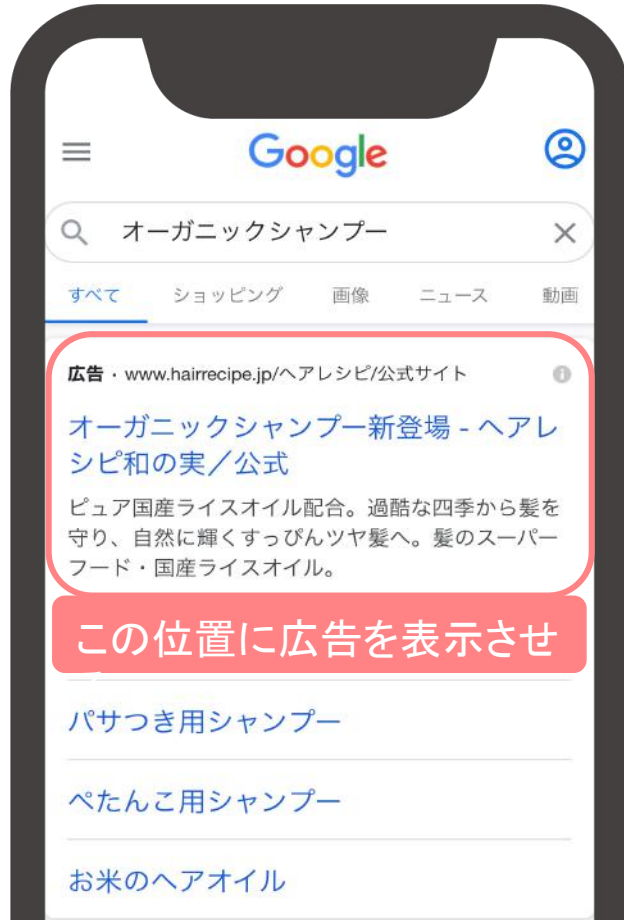 Google
オーガニックシャンプー
すべて ショッピング 画像 ニュース 動画
広告・www.hairrecipe.jp/ヘアレシピ/公式サイト
オーガニックシャンプー新登場 - ヘアレ
シピ和の実／公式
ピュア国産ライスオイル配合。過酷な四季から髪を
守り、自然に輝くすっぴんツヤ髪へ。髪のスーパー
フード・国産ライスオイル。
この位置に広告を表示させ
パサつき用シャンプー
ぺたんこ用シャンプー
お米のヘアオイル